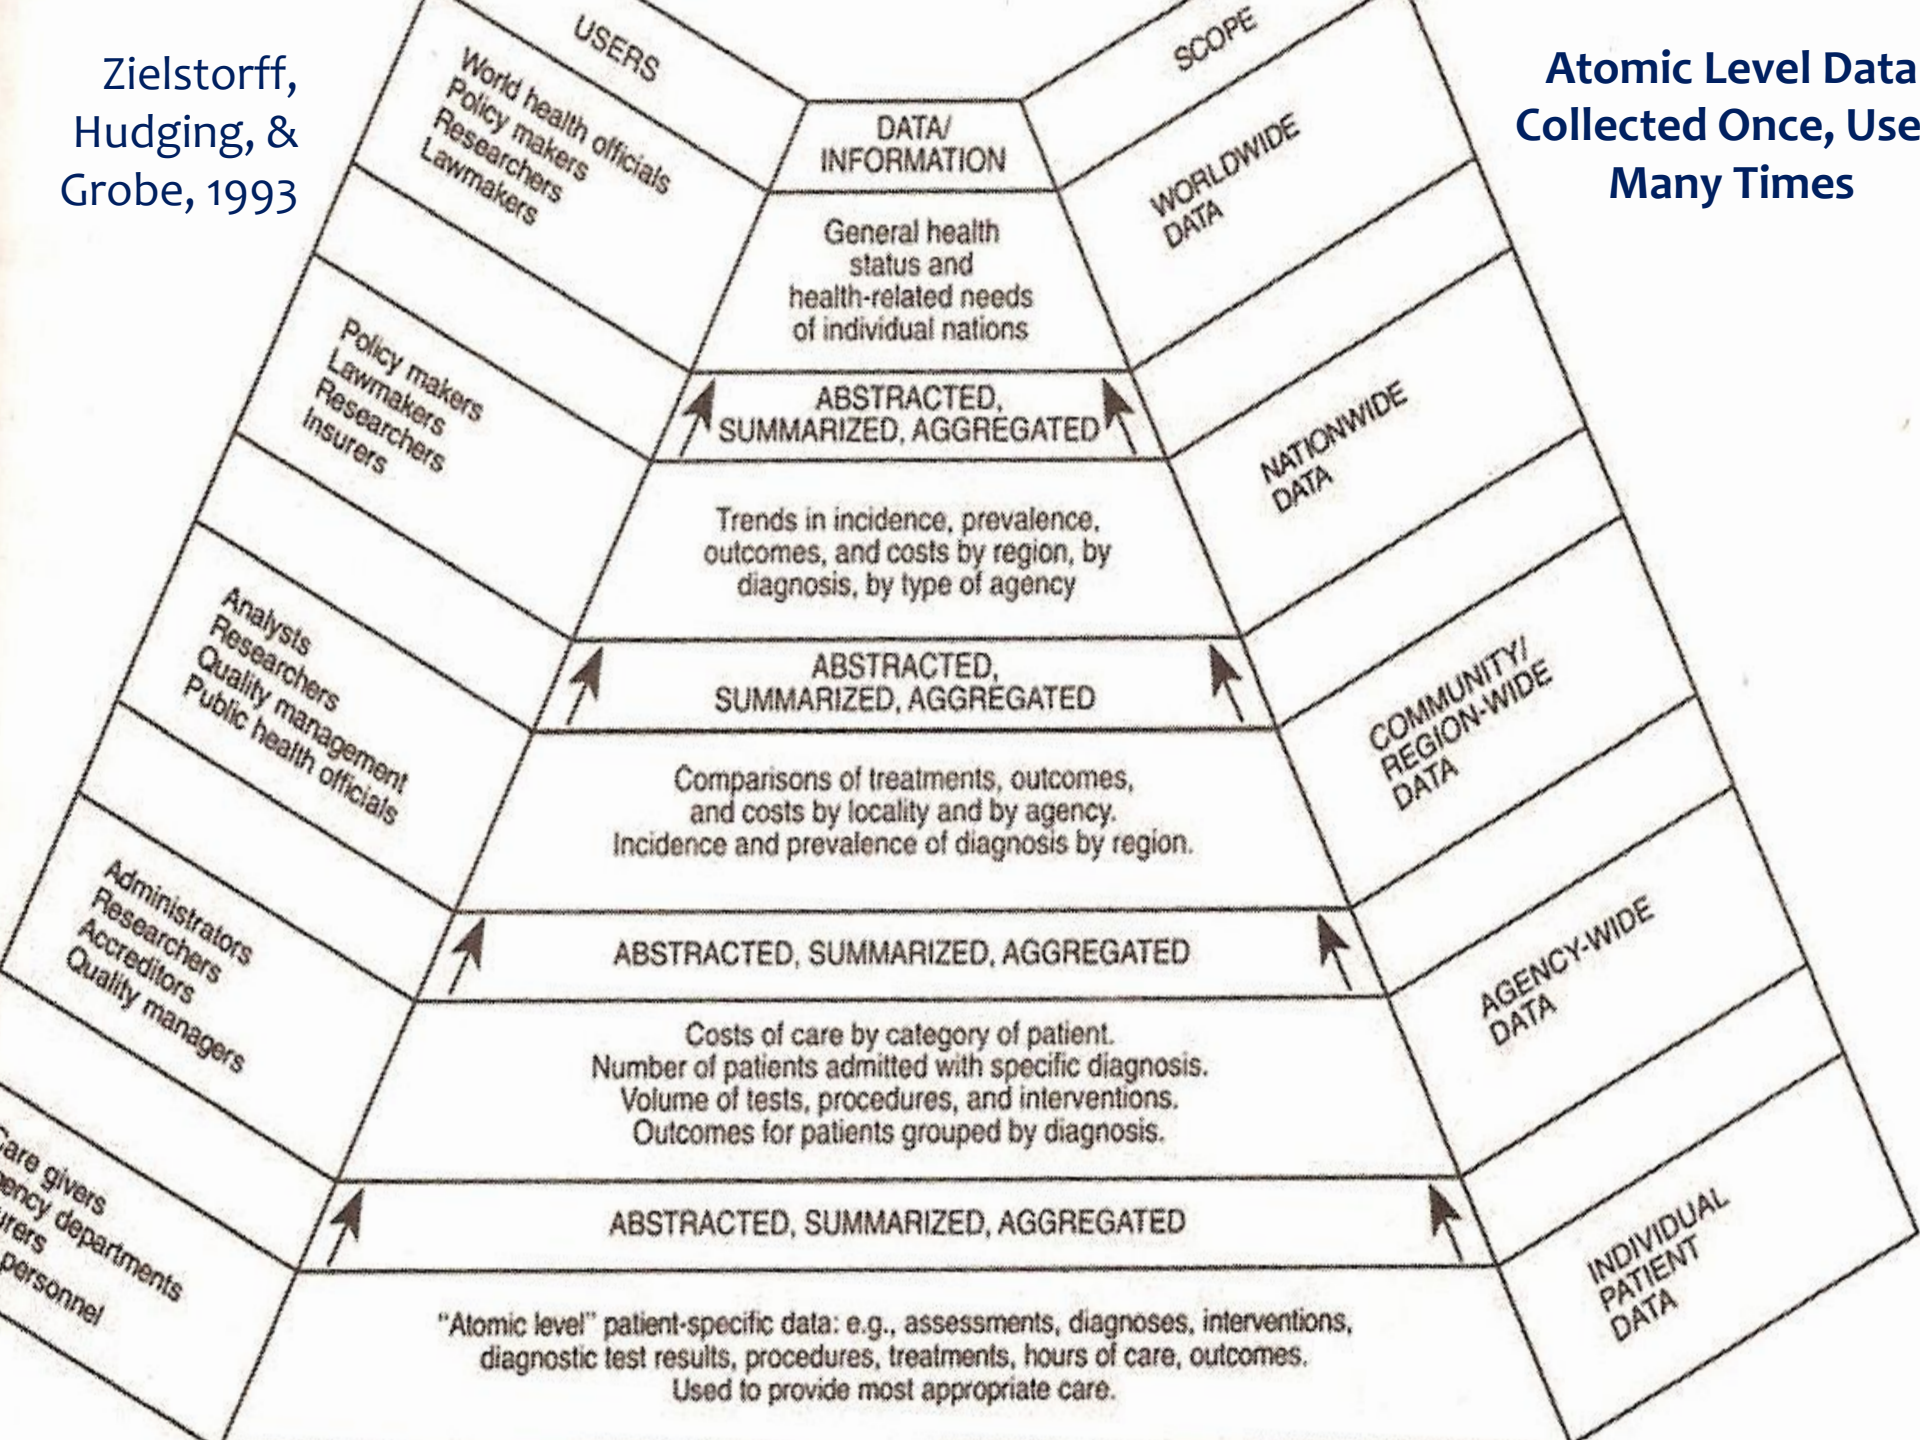 Zielstorff,
Hudging, &
Grobe, 1993
Atomic Level Data
Collected Once, Use
Many Times
USERS
World health officials
Policy makers
Researchers
Lawmakers
Policy makers
Lawmakers
Researchers
Insurers
Analysts
Researchers
Quality management
Public health officials
Administrators
Researchers
Accreditors
Quality managers
Care givers
departments
personnel
DATA/
INFORMATION
General health
status and
health-related needs
of individual nations
ABSTRACTED,
SUMMARIZED, AGGREGATED
Trends in incidence, prevalence,
outcomes, and costs by region, by
diagnosis, by type of agency
ABSTRACTED,
SUMMARIZED, AGGREGATED
Comparisons of treatments, outcomes,
and costs by locality and by agency.
Incidence and prevalence of diagnosis by region.
ABSTRACTED, SUMMARIZED, AGGREGATED
Costs of care by category of patient.
Number of patients admitted with specific diagnosis.
Volume of tests, procedures, and interventions.
Outcomes for patients grouped by diagnosis.
ABSTRACTED, SUMMARIZED, AGGREGATED
“Atomic level” patient-specific data: e.g., assessments, diagnoses, interventions,
diagnostic test results, procedures, treatments, hours of care, outcomes.
Used to provide most appropriate care.
SCOPE
WORLDWIDE
DATA
NATIONWIDE
DATA
COMMUNITY/
REGION-WIDE
DATA
AGENCY-WIDE
DATA
INDIVIDUAL
PATIENT
DATA